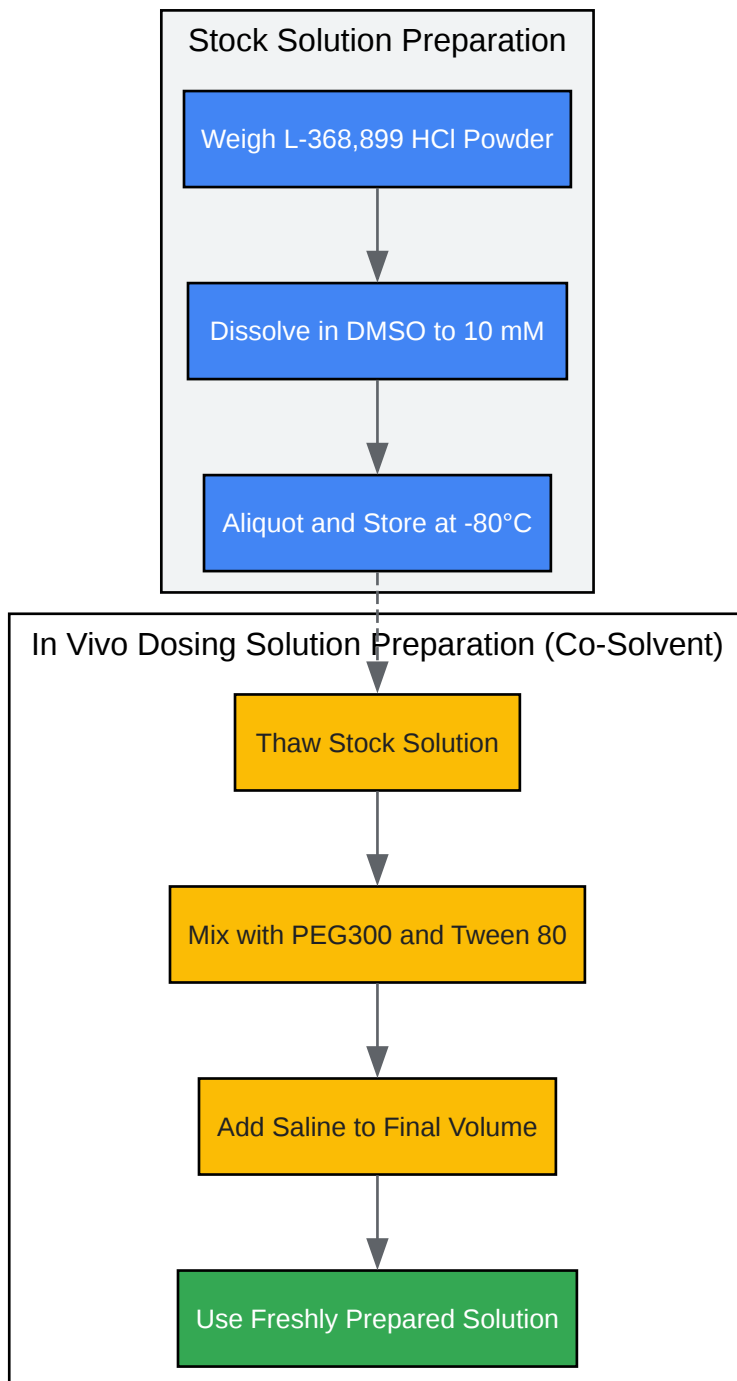 Stock Solution Preparation
Weigh L-368,899 HCl Powder
Dissolve in DMSO to 10 mM
Aliquot and Store at -80°C
In Vivo Dosing Solution Preparation (Co-Solvent)
Thaw Stock Solution
Mix with PEG300 and Tween 80
Add Saline to Final Volume
Use Freshly Prepared Solution